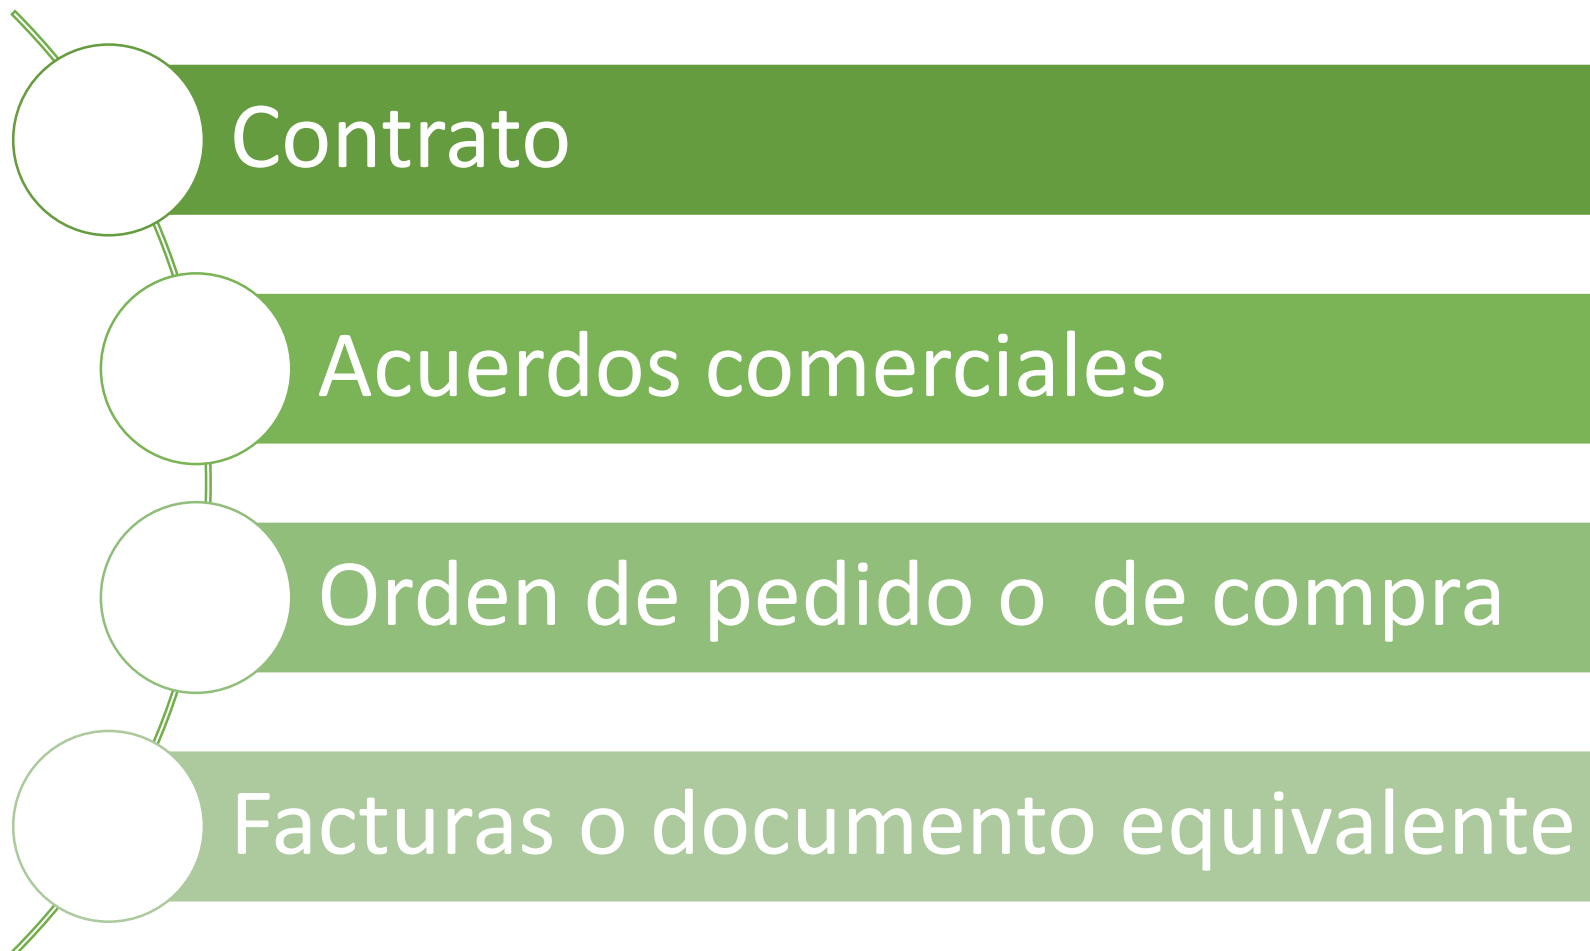 Contrato
Acuerdos comerciales
Orden de pedido o  de compra
Facturas o documento equivalente